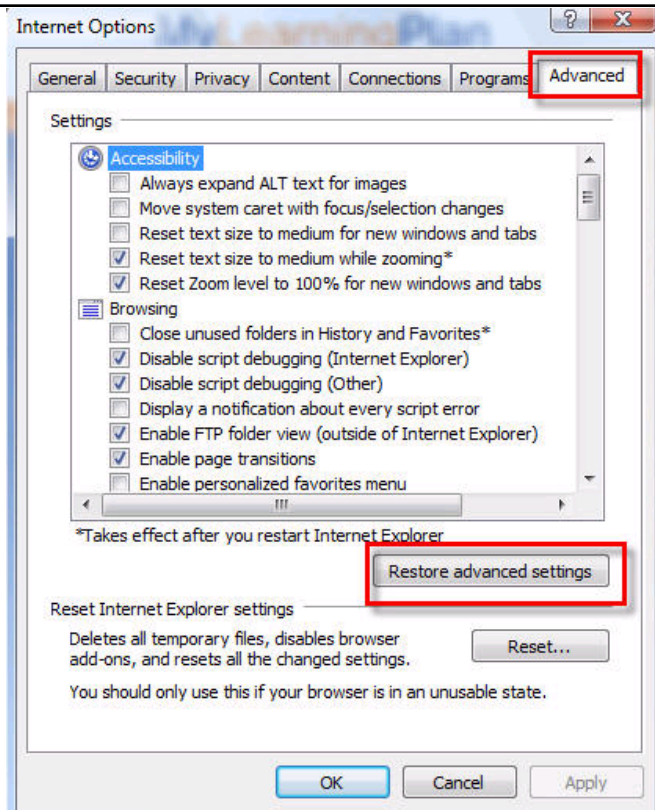 MyLearningPlan
Internet Options
General Security Privacy Content Connections Programs Advanced
Settings
Accessibility
Always expand ALT text for images
Move system caret with focus/selection changes
Reset text size to medium for new windows and tabs
Reset text size to medium while zooming*
Reset Zoom level to 100% for new windows and tabs
Browsing
Close unused folders in History and Favorites*
Disable script debugging (Internet Explorer)
Disable script debugging (Other)
Display a notification about every script error
Enable FTP folder view (outside of Internet Explorer)
Enable page transitions
Enable personalized favorites menu
*Takes effect after you restart Internet Explorer
Restore advanced settings
Reset Internet Explorer settings
Deletes all temporary files, disables browser
add-ons, and resets all the changed settings.
Reset...
You should only use this if your browser is in an unusable state.
OK Cancel Apply